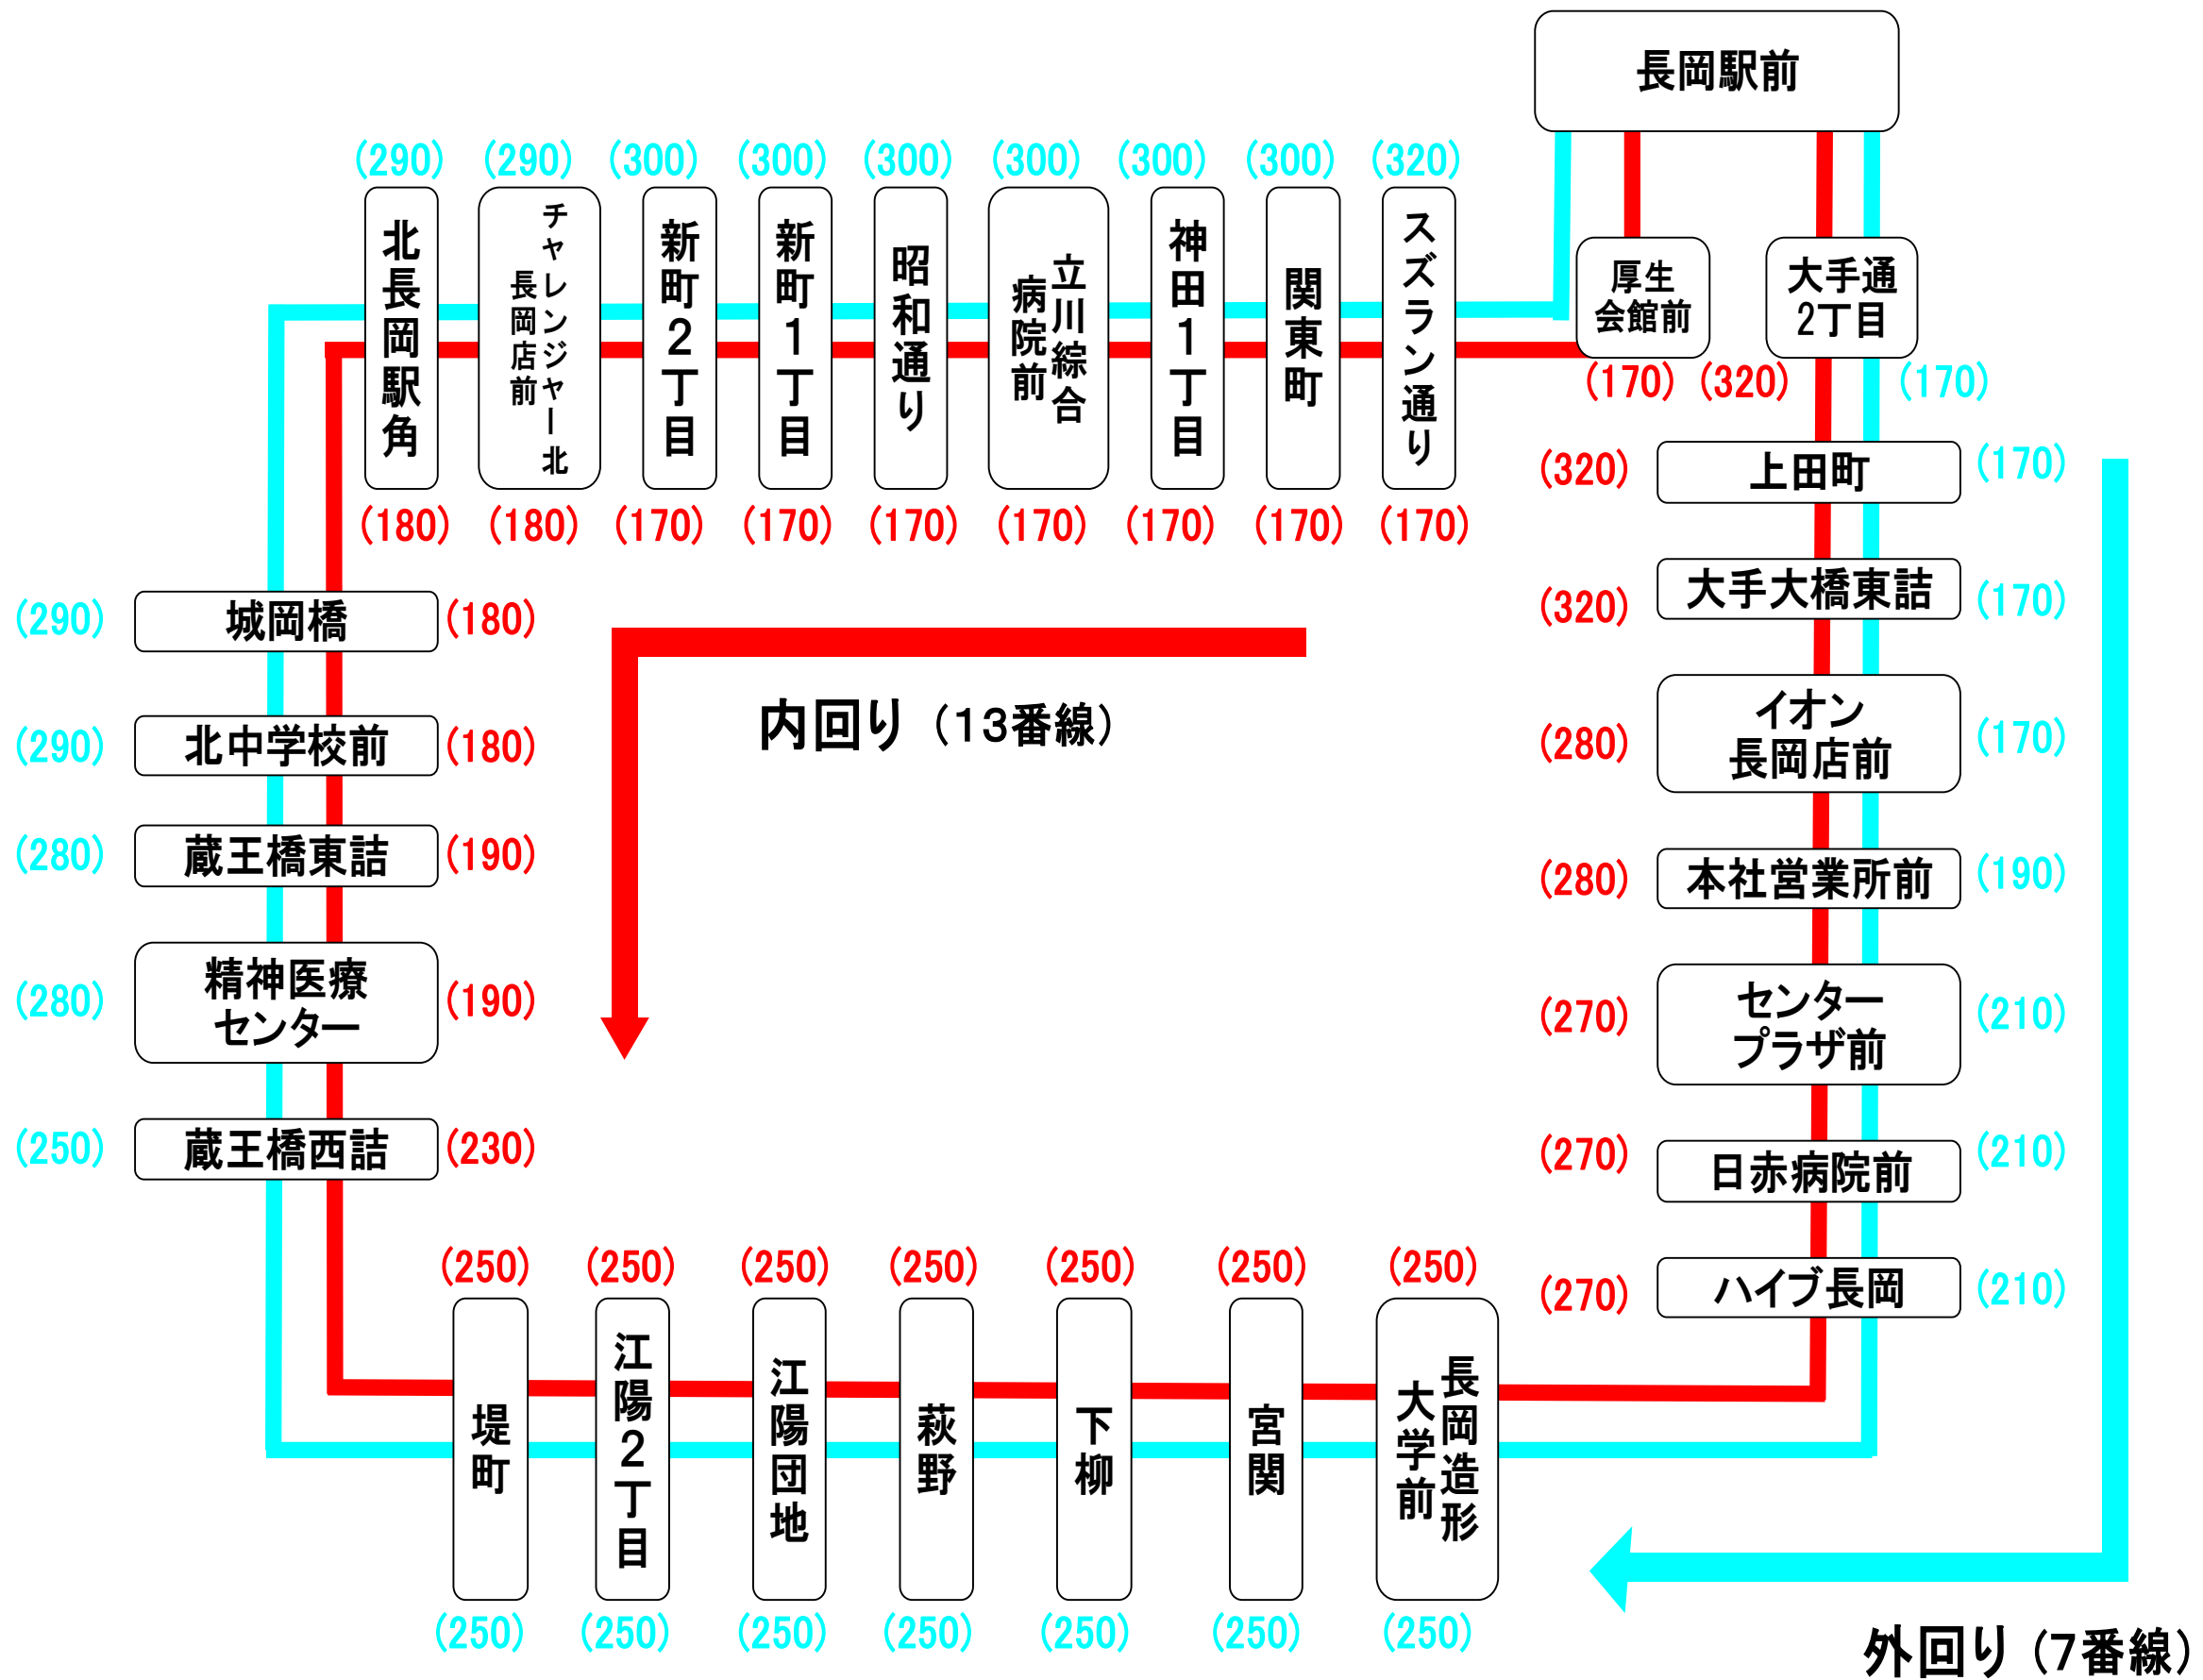 長岡駅前
(290)
(290)
(300)
(300)
(300)
(300)
(300)
(300)
(320)
北長岡駅角
チャレンジャー北
長岡店前
新町2丁目
新町1丁目
昭和通り
立川綜合
病院前
神田1丁目
関東町
スズラン通り
厚生
会館前
大手通
2丁目
(170)
(320)
(170)
(180)
(180)
(170)
(170)
(170)
(170)
(170)
(170)
(170)
(320)
上田町
(170)
(320)
大手大橋東詰
(170)
(280)
イオン
長岡店前
(170)
(280)
本社営業所前
(190)
(270)
センター
プラザ前
(210)
(270)
日赤病院前
(210)
(270)
ハイブ長岡
(210)
(290)
城岡橋
(180)
(290)
北中学校前
(180)
(280)
蔵王橋東詰
(190)
(280)
精神医療
センター
(190)
(250)
蔵王橋西詰
(230)
内回り(13番線)
(250)
(250)
(250)
(250)
(250)
(250)
(250)
堤町
江陽2丁目
江陽団地
萩野
下柳
宮関
長岡造形
大学前
(250)
(250)
(250)
(250)
(250)
(250)
(250)
外回り(7番線)